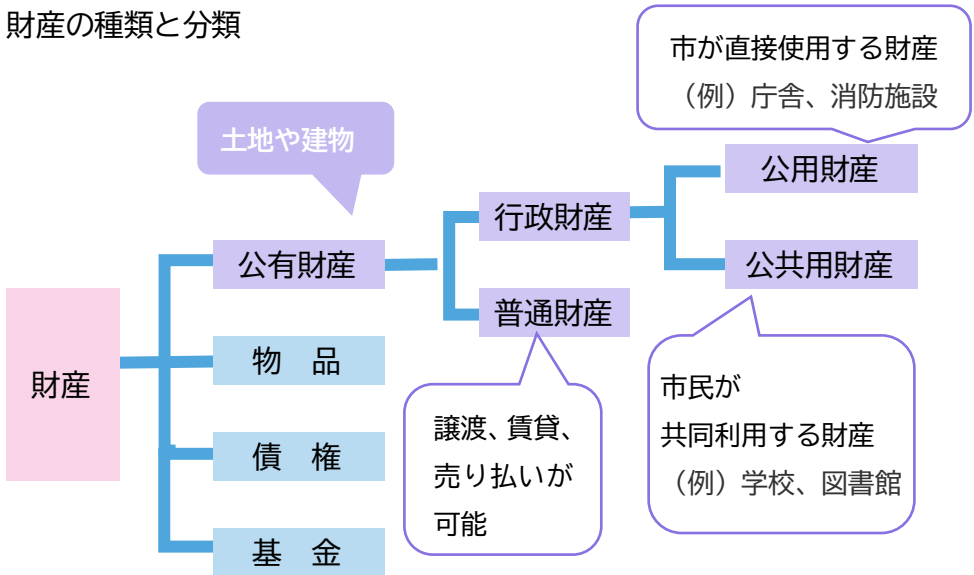 財産の種類と分類
市が直接使用する財産
（例）庁舎、消防施設
土地や建物
公用財産
行政財産
公有財産
公共用財産
普通財産
財産
物　品
市民が
共同利用する財産
（例）学校、図書館
譲渡、賃貸、
売り払いが
可能
債　権
基　金